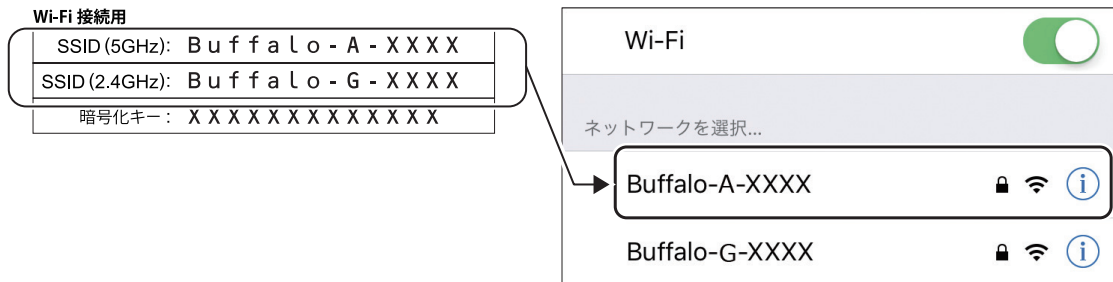 Wi-Fi 接続用
SSID (5GHz): Buffalo-A-XXXX
SSID (2.4GHz): Buffalo-G-XXXX
暗号化キー: XXXXXXXXXXXXX
Wi-Fi
ネットワークを選択...
Buffalo-A-XXXX
Buffalo-G-XXXX